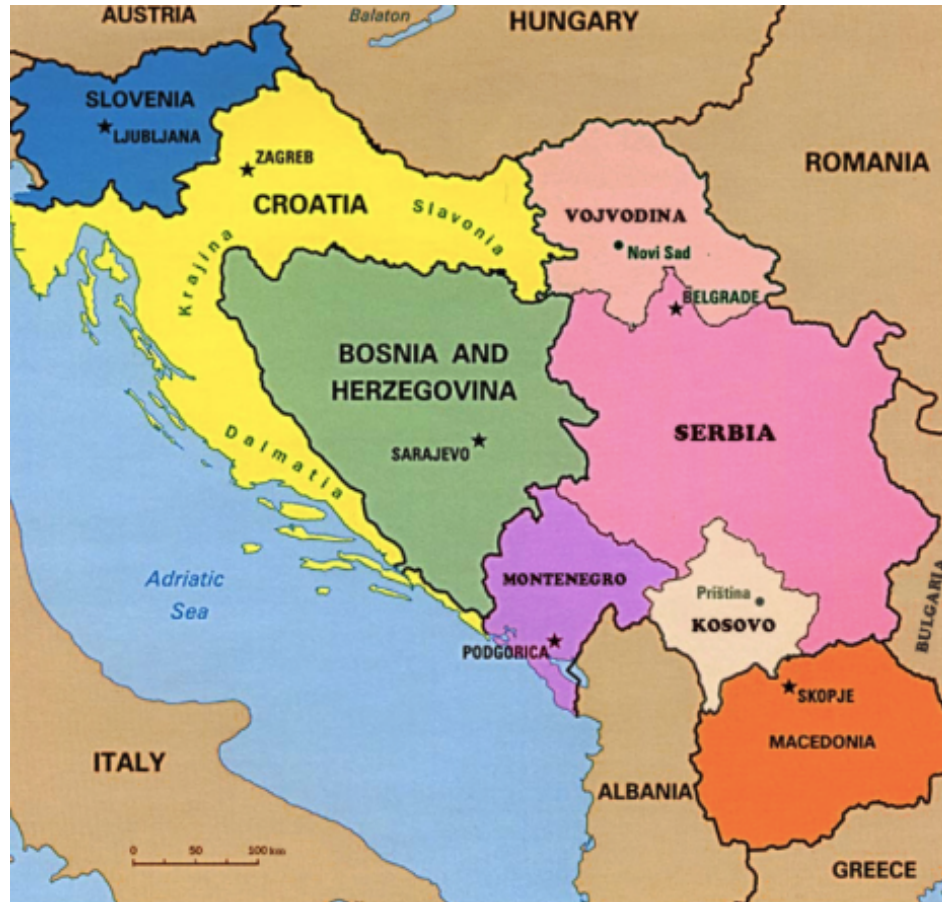 AUSTRIA
Balaton
HUNGARY
SLOVENIA
LJUBLJANA
ZAGREB
CROATIA
Slavonia
Krajina
VOJVODINA
Novi Sad
ROMANIA
BELGRADE
BOSNIA AND
HERZEGOVINA
SARAJEVO
SERBIA
Dalmatia
Adriatic
Sea
MONTENEGRO
Priština
KOSOVO
BULGARIA
PODGORICA
SKOPJE
MACEDONIA
ITALY
ALBANIA
0 50 100 km
GREECE